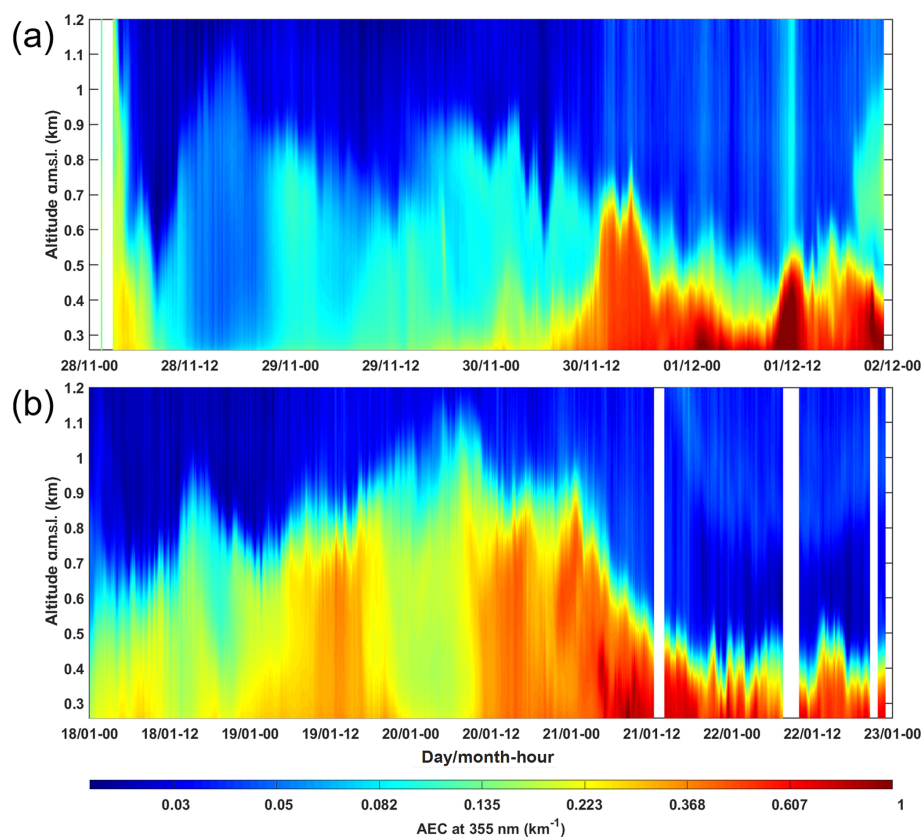 (a)
1.2
1.1
1
0.9
0.8
0.7
0.6
0.5
0.4
0.3
Altitude a.m.s.l. (km)
28/11-00 28/11-12 29/11-00 29/11-12 30/11-00 30/11-12 01/12-00 01/12-12 02/12-00
(b)
1.2
1.1
1
0.9
0.8
0.7
0.6
0.5
0.4
0.3
Altitude a.m.s.l. (km)
18/01-00 18/01-12 19/01-00 19/01-12 20/01-00 20/01-12 21/01-00 21/01-12 22/01-00 22/01-12 23/01-00
Day/month-hour
0.03 0.05 0.082 0.135 0.223 0.368 0.607 1
AEC at 355 nm (km⁻¹)